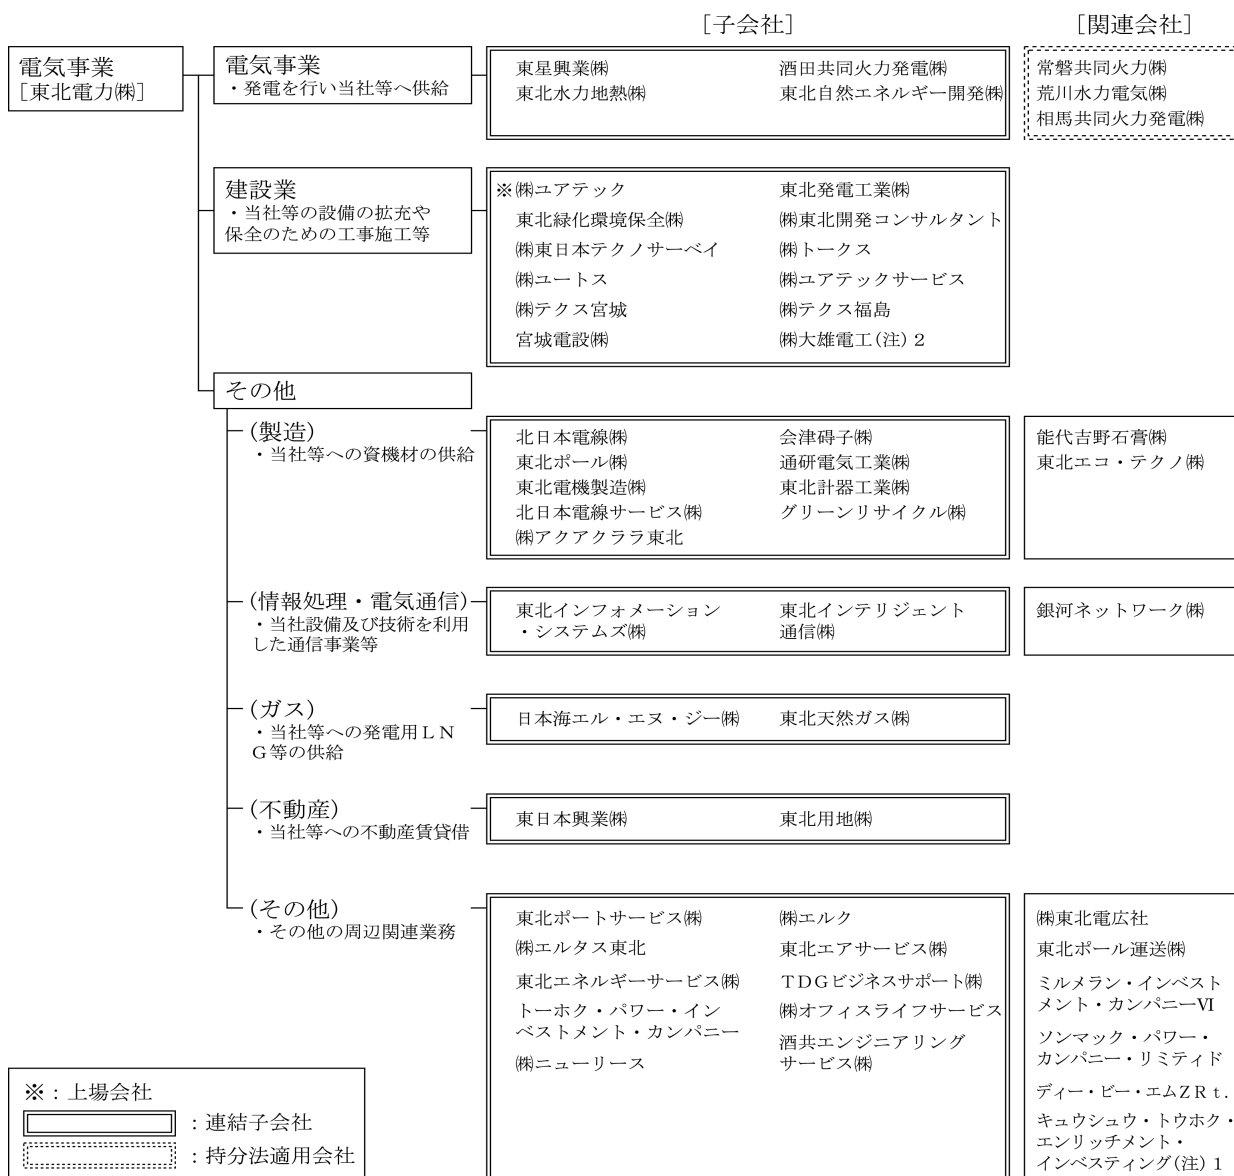 [子会社]
[関連会社]
電気事業
[東北電力㈱]
電気事業
・発電を行い当社等へ供給
東星興業㈱
酒田共同火力発電㈱
東北水力地熱㈱
東北自然エネルギー開発㈱
常磐共同火力㈱
荒川水力電気㈱
相馬共同火力発電㈱
建設業
・当社等の設備の拡充や
保全のための工事施工等
※㈱ユアテック
東北発電工業㈱
東北緑化環境保全㈱
㈱東北開発コンサルタント
㈱東日本テクノサーベイ
㈱トークス
㈱ユートス
㈱ユアテックサービス
㈱テクス宮城
㈱テクス福島
宮城電設㈱
㈱大雄電工(注)2
その他
(製造)
・当社等への資機材の供給
北日本電線㈱
会津碍子㈱
東北ポール㈱
通研電気工業㈱
東北電機製造㈱
東北計器工業㈱
北日本電線サービス㈱
グリーンリサイクル㈱
㈱アクアクララ東北
能代吉野石膏㈱
東北エコ・テクノ㈱
(情報処理・電気通信)
・当社設備及び技術を利用
した通信事業等
東北インフォメーション
・システムズ㈱
東北インテリジェント
通信㈱
銀河ネットワーク㈱
(ガス)
・当社等への発電用LN
G等の供給
日本海エル・エヌ・ジー㈱
東北天然ガス㈱
(不動産)
・当社等への不動産賃貸借
東日本興業㈱
東北用地㈱
(その他)
・その他の周辺関連業務
東北ポートサービス㈱
㈱エルク
㈱エルタス東北
東北エアサービス㈱
東北エネルギーサービス㈱
TDGビジネスサポート㈱
トーホク・パワー・イン
ベストメント・カンパニー
㈱オフィスライフサービス
㈱ニューリース
酒共エンジニアリング
サービス㈱
㈱東北電広社
東北ポール運送㈱
ミルメラン・インベスト
メント・カンパニーⅥ
ソンマック・パワー・
カンパニー・リミティド
ディー・ビー・エムZRt.
キュウシュウ・トウホク・
エンリッチメント・
インベスティング(注)1
※:上場会社
:連結子会社
:持分法適用会社